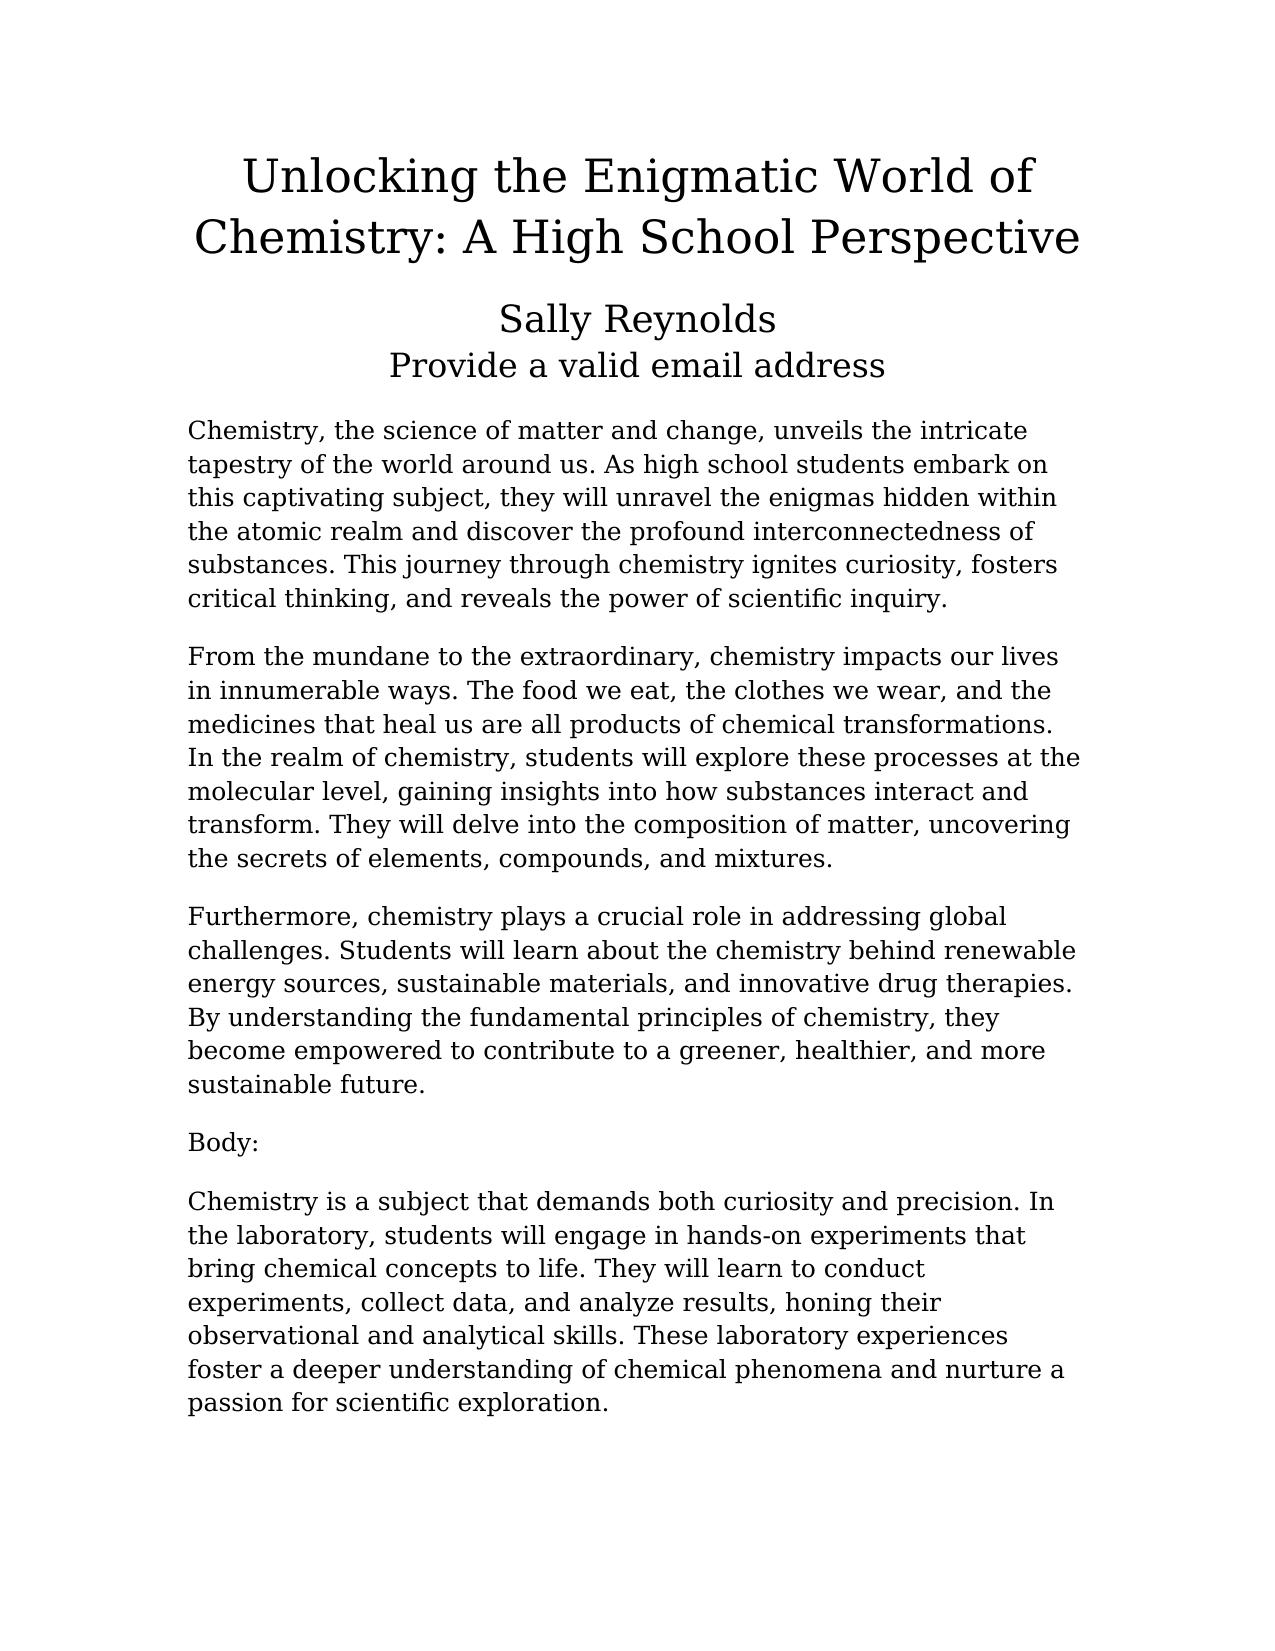 Unlocking the Enigmatic World of
Chemistry: A High School Perspective
Sally Reynolds
Provide a valid email address
Chemistry, the science of matter and change, unveils the intricate
tapestry of the world around us. As high school students embark on
this captivating subject, they will unravel the enigmas hidden within
the atomic realm and discover the profound interconnectedness of
substances. This journey through chemistry ignites curiosity, fosters
critical thinking, and reveals the power of scientific inquiry.
From the mundane to the extraordinary, chemistry impacts our lives
in innumerable ways. The food we eat, the clothes we wear, and the
medicines that heal us are all products of chemical transformations.
In the realm of chemistry, students will explore these processes at the
molecular level, gaining insights into how substances interact and
transform. They will delve into the composition of matter, uncovering
the secrets of elements, compounds, and mixtures.
Furthermore, chemistry plays a crucial role in addressing global
challenges. Students will learn about the chemistry behind renewable
energy sources, sustainable materials, and innovative drug therapies.
By understanding the fundamental principles of chemistry, they
become empowered to contribute to a greener, healthier, and more
sustainable future.
Body:
Chemistry is a subject that demands both curiosity and precision. In
the laboratory, students will engage in hands-on experiments that
bring chemical concepts to life. They will learn to conduct
experiments, collect data, and analyze results, honing their
observational and analytical skills. These laboratory experiences
foster a deeper understanding of chemical phenomena and nurture a
passion for scientific exploration.